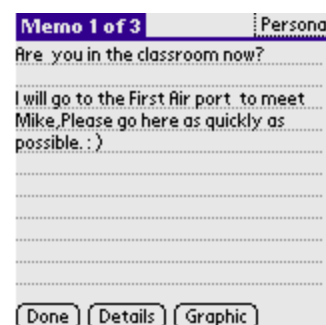 Memo 1 of 3
Persona
Are you in the classroom now?
I will go to the First Air port to meet
Mike,Please go here as quickly as
possible. : )
Done
Details
Graphic